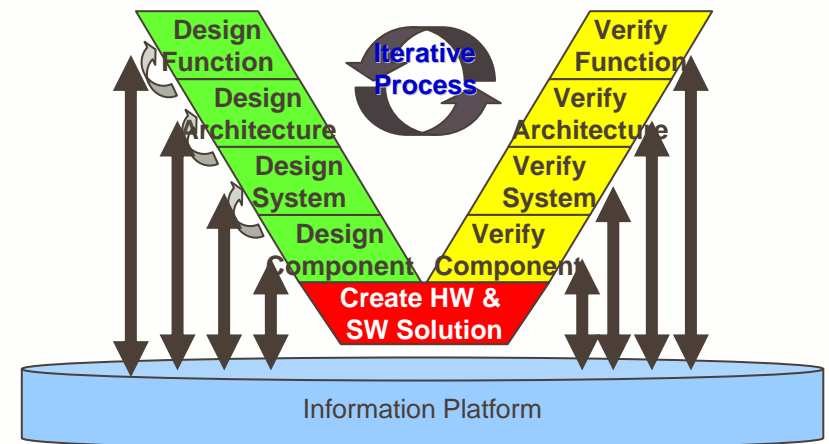 Design
Function
Design
Architecture
Design
System
Design
Component
Iterative
Process
Verify
Function
Verify
Architecture
Verify
System
Verify
Component
Create HW &
SW Solution
Information Platform